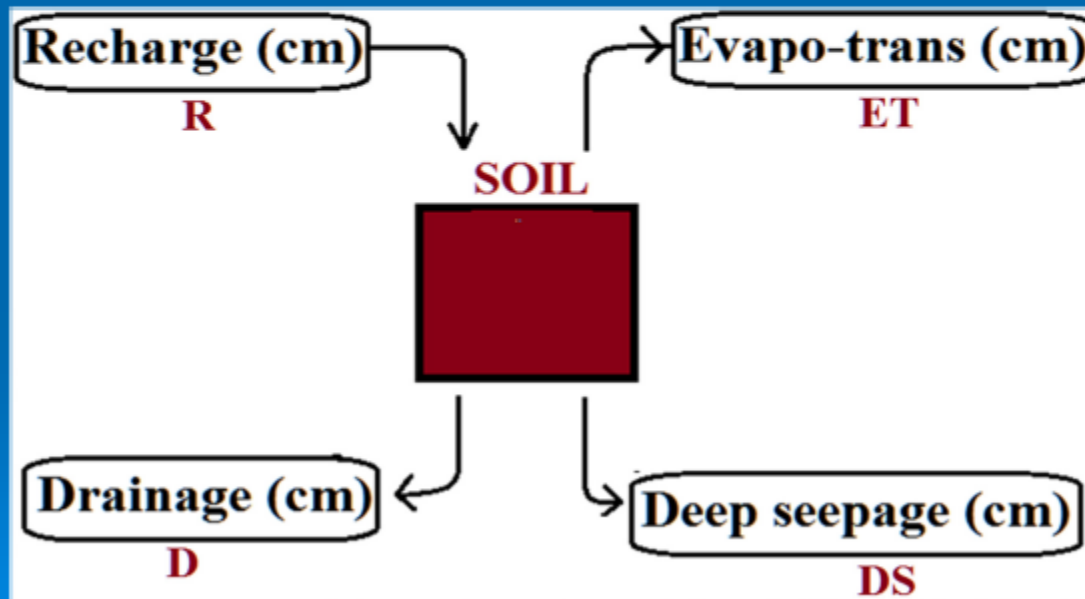 Recharge (cm)
R
Evapo-trans (cm)
ET
SOIL
Drainage (cm)
D
Deep seepage (cm)
DS